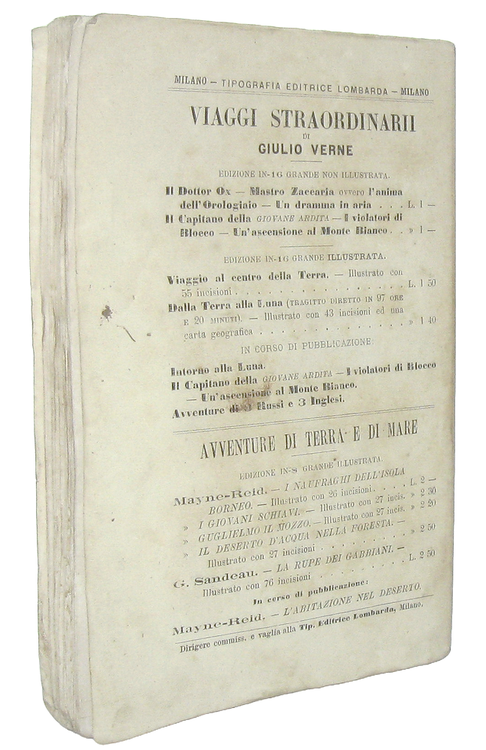 MILANO — TIPOGRAFIA EDITRICE LOMBARDA — MILANO
VIAGGI STRAORDINARII
DI
GIULIO VERNE
EDIZIONE IN-16 GRANDE NON ILLUSTRATA.
Il Dottor Ox — Mastro Zaccaria ovvero l'anima
dell'Orologiaio — Un dramma in aria . . . L. 1 —
Il Capitano della GIOVANE ARDITA — I violatori di
Blocco — Un'ascensione al Monte Bianco . . » 1 —
EDIZIONE IN-16 GRANDE ILLUSTRATA.
Viaggio al centro della Terra. — Illustrato con
55 incisioni . . . . . . . . . . . . . . . L. 1 50
Dalla Terra alla Luna (TRAGITTO DIRETTO IN 97 ORE
E 20 MINUTI). — Illustrato con 43 incisioni ed una
carta geografica . . . . . . . . . . . . . » 1 40
IN CORSO DI PUBBLICAZIONE
Intorno alla Luna.
Il Capitano della GIOVANE ARDITA — I violatori di Blocco
— Un'ascensione al Monte Bianco.
Avventure di 3 Russi e 3 Inglesi.
AVVENTURE DI TERRA E DI MARE
EDIZIONE IN-8 GRANDE ILLUSTRATA
Mayne-Reid. — I NAUFRAGHI DELL'ISOLA
BORNEO. — Illustrato con 26 incisioni . . . . L. 2 —
» I GIOVANI SCHIAVI. — Illustrato con 27 incis. » 2 30
» GUGLIELMO IL MOZZO. — Illustrato con 27 incis. » 2 20
» IL DESERTO D'ACQUA NELLA FORESTA. —
Illustrato con 27 incisioni . . . . . . . . » 2 50
G. Sandeau. — LA RUPE DEI GABBIANI. —
Illustrato con 76 incisioni . . . . . . . . L. 2 50
In corso di pubblicazione:
Mayne-Reid. — L'ABITAZIONE NEL DESERTO
Dirigere commiss. e vaglia alla Tip. Editrice Lombarda, Milano.